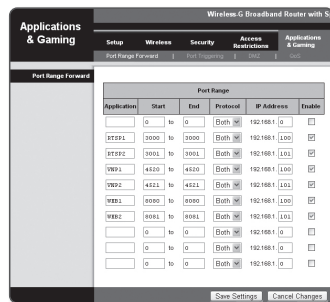 Wireless-G Broadband Router with S
Applications
& Gaming
Setup Wireless Security Access Restrictions Applications & Gaming
Port Range Forward | Port Triggering | DMZ | QoS
Port Range Forward
Port Range
Application Start End Protocol IP Address Enable
0 to 0 Both 192.168.1. 0
RTSP1 3000 to 3000 Both 192.168.1. 100
RTSP2 3001 to 3001 Both 192.168.1. 101
VNP1 4520 to 4520 Both 192.168.1. 100
VNP2 4521 to 4521 Both 192.168.1. 101
WEB1 8080 to 8080 Both 192.168.1. 100
WEB2 8081 to 8081 Both 192.168.1. 101
0 to 0 Both 192.168.1. 0
0 to 0 Both 192.168.1. 0
0 to 0 Both 192.168.1. 0
Save Settings Cancel Changes